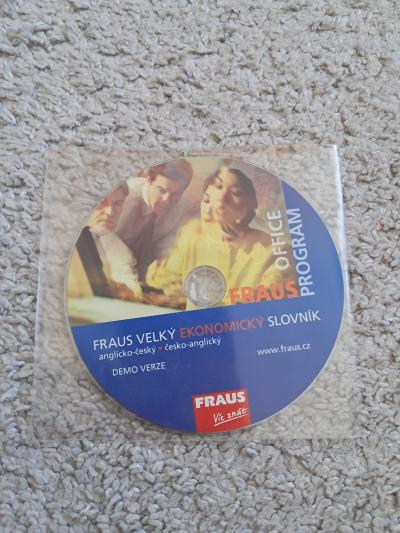 FRAUS OFFICE
PROGRAM
FRAUS VELKÝ EKONOMICKÝ SLOVNÍK
anglicko-český • česko-anglický
www.fraus.cz
DEMO VERZE
FRAUS
Víc znát